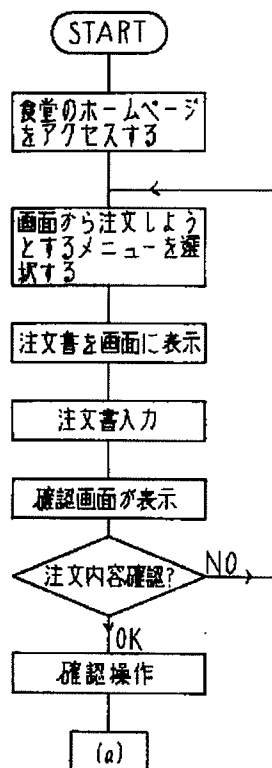 START
食堂のホームページ
をアクセスする
画面から注文しよう
とするメニューを選
択する
注文書を画面に表示
注文書入力
確認画面が表示
注文内容確認?
NO
OK
確認操作
(a)